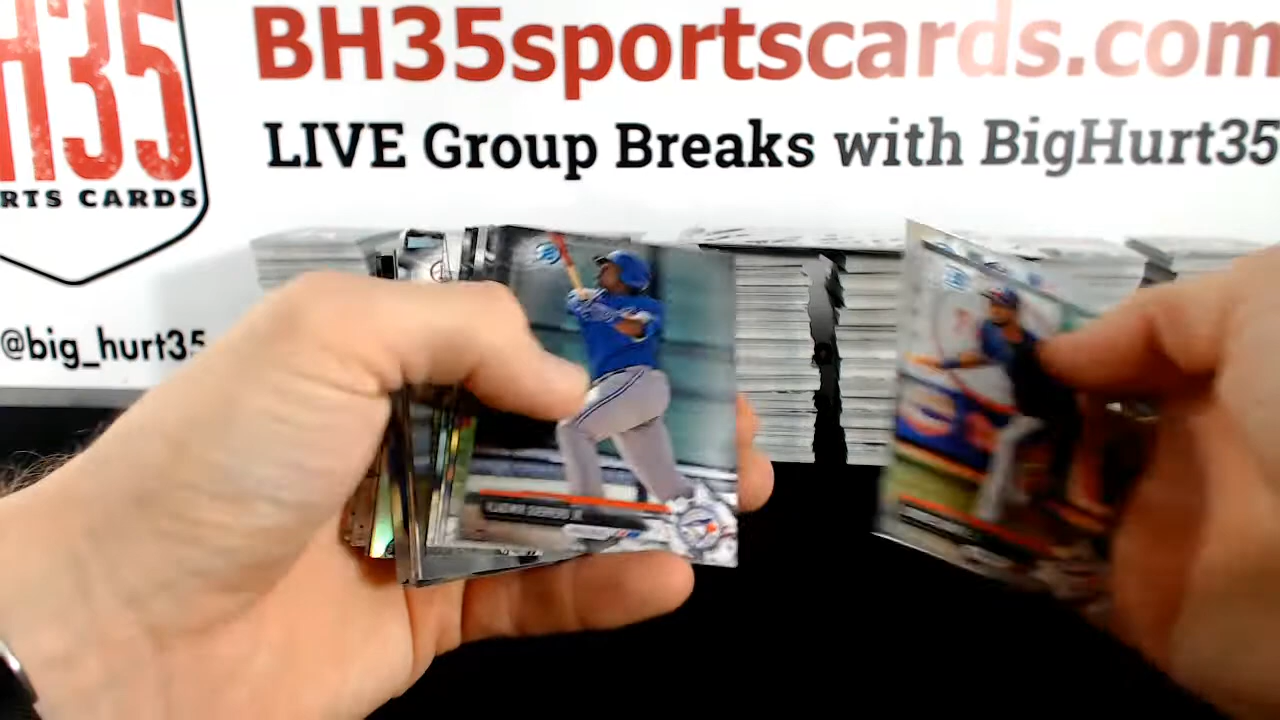 H35
RTS CARDS
@big_hurt35
BH35sportscards.com
LIVE Group Breaks with BigHurt35